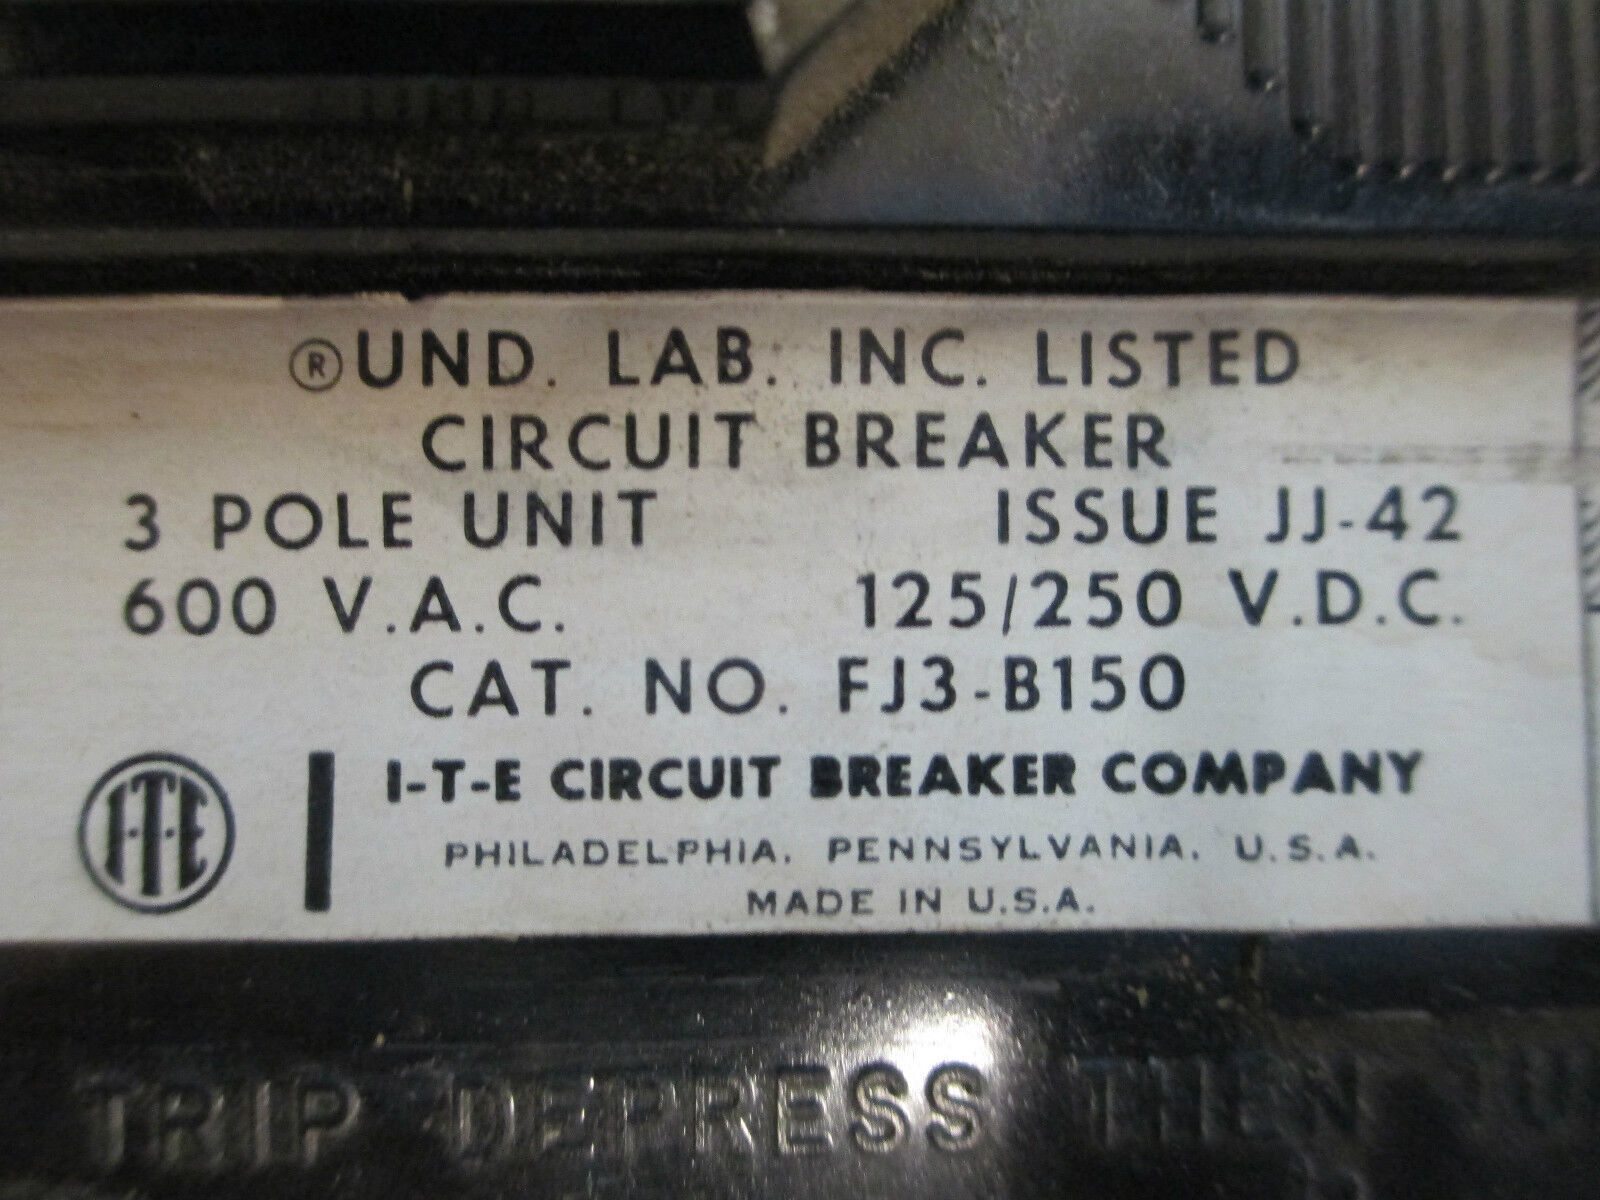 ®UND. LAB. INC. LISTED
CIRCUIT BREAKER
3 POLE UNIT ISSUE JJ-42
600 V.A.C. 125/250 V.D.C.
CAT. NO. FJ3-B150
I-T-E
I-T-E CIRCUIT BREAKER COMPANY
PHILADELPHIA, PENNSYLVANIA, U.S.A.
MADE IN U.S.A.
TRIP DEPRESS THEN